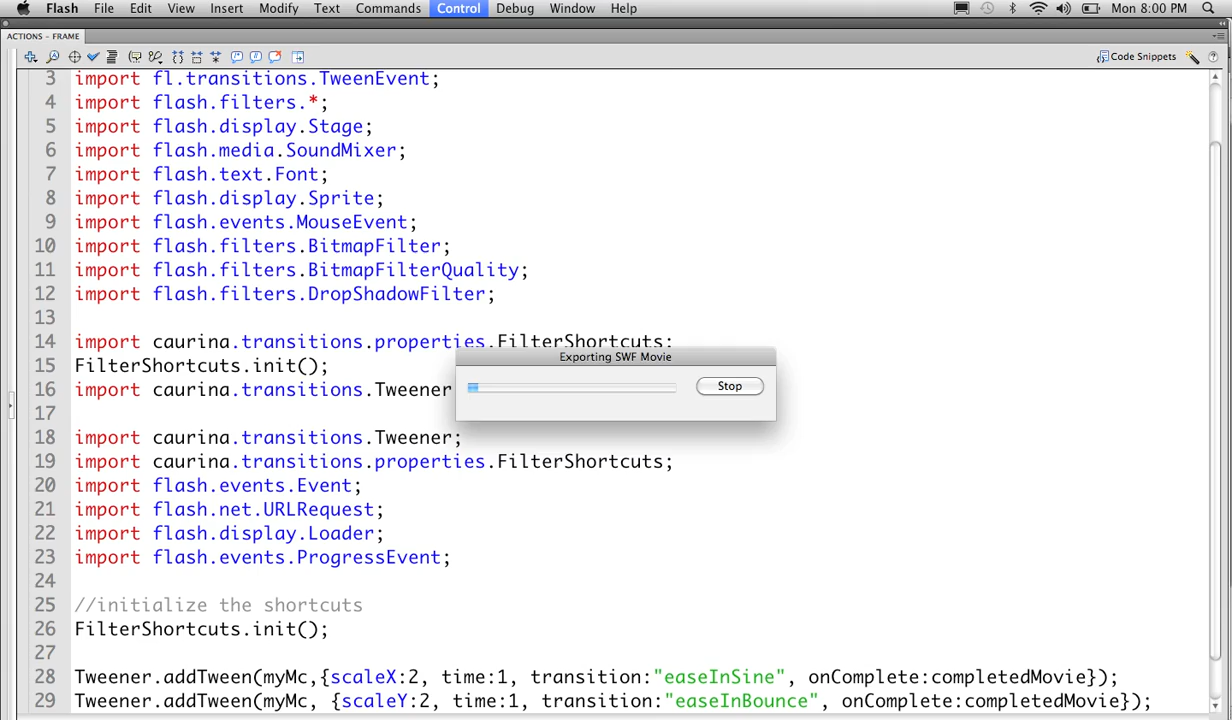 Flash File Edit View Insert Modify Text Commands Control Debug Window Help Mon 8:00 PM
ACTIONS - FRAME
Code Snippets
3 import fl.transitions.TweenEvent;
4 import flash.filters.*;
5 import flash.display.Stage;
6 import flash.media.SoundMixer;
7 import flash.text.Font;
8 import flash.display.Sprite;
9 import flash.events.MouseEvent;
10 import flash.filters.BitmapFilter;
11 import flash.filters.BitmapFilterQuality;
12 import flash.filters.DropShadowFilter;
13
14 import caurina.transitions.properties.FilterShortcuts;
Exporting SWF Movie
15 FilterShortcuts.init();
Stop
16 import caurina.transitions.Tweener
17
18 import caurina.transitions.Tweener;
19 import caurina.transitions.properties.FilterShortcuts;
20 import flash.events.Event;
21 import flash.net.URLRequest;
22 import flash.display.Loader;
23 import flash.events.ProgressEvent;
24
25 //initialize the shortcuts
26 FilterShortcuts.init();
27
28 Tweener.addTween(myMc,{scaleX:2, time:1, transition:"easeInSine", onComplete:completedMovie});
29 Tweener.addTween(myMc, {scaleY:2, time:1, transition:"easeInBounce", onComplete:completedMovie});